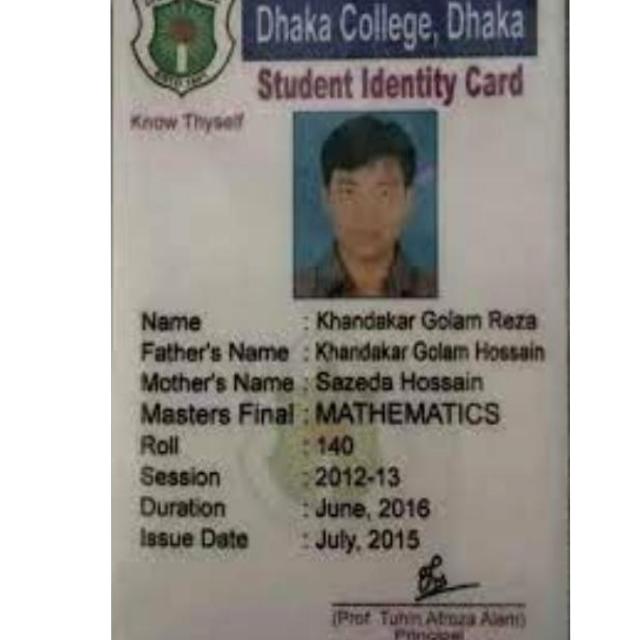 Dhaka College, Dhaka
Student Identity Card
Know Thyself
Name : Khandakar Golam Reza
Father's Name : Khandakar Golam Hossain
Mother's Name : Sazeda Hossain
Masters Final : MATHEMATICS
Roll : 140
Session : 2012-13
Duration : June, 2016
Issue Date : July, 2015
(Prof. Tuhin Afroza Alam)
Principal